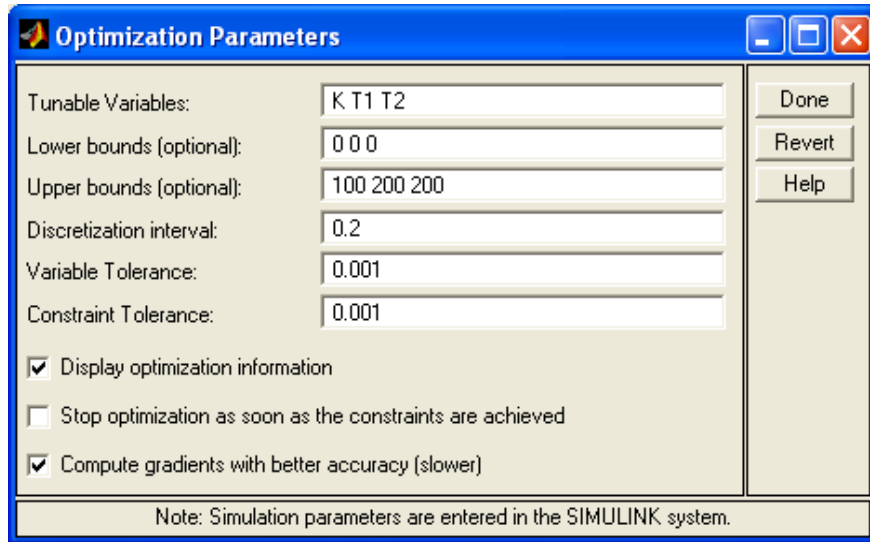 Optimization Parameters
Tunable Variables: K T1 T2
Lower bounds (optional): 0 0 0
Upper bounds (optional): 100 200 200
Discretization interval: 0.2
Variable Tolerance: 0.001
Constraint Tolerance: 0.001
Display optimization information
Stop optimization as soon as the constraints are achieved
Compute gradients with better accuracy (slower)
Done
Revert
Help
Note: Simulation parameters are entered in the SIMULINK system.